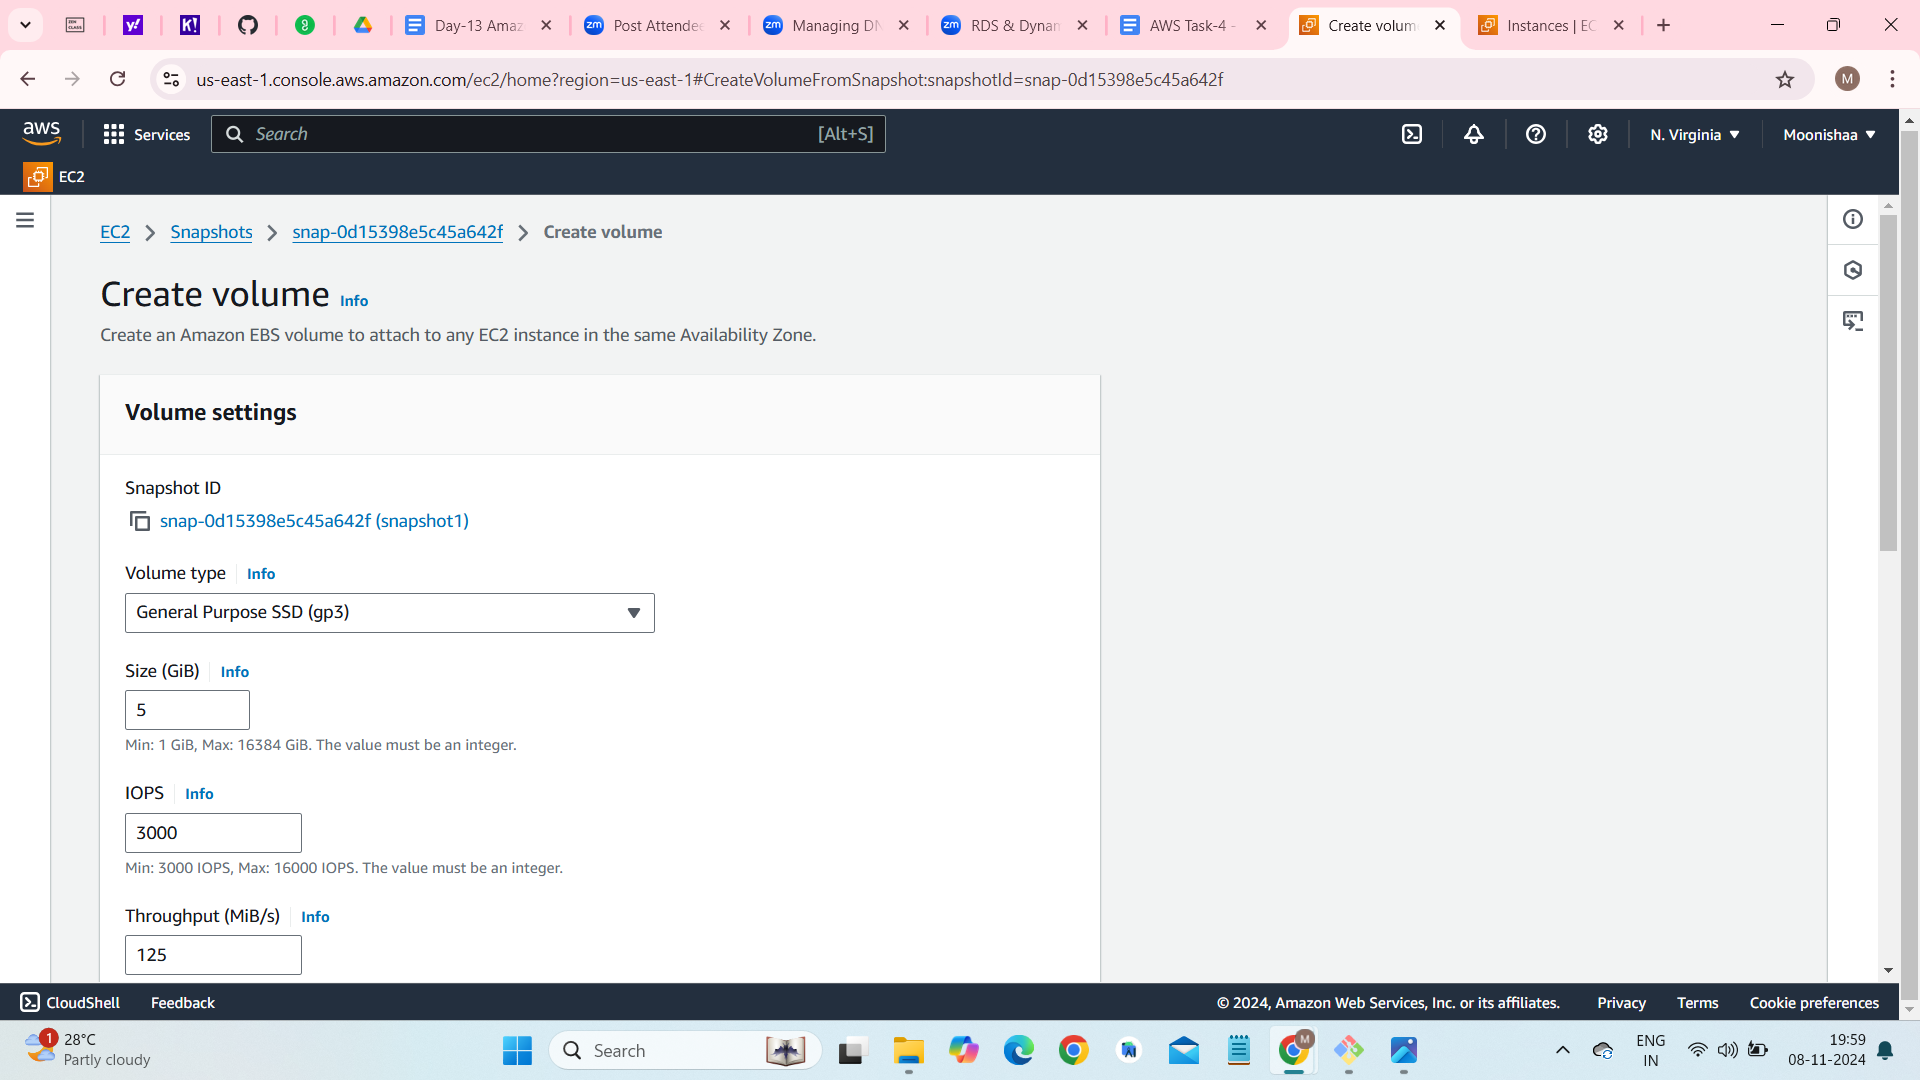 Day-13 Amaz
Post Attendee
Managing DN
RDS & Dynam
AWS Task-4 -
Create volum
Instances | EC
us-east-1.console.aws.amazon.com/ec2/home?region=us-east-1#CreateVolumeFromSnapshot:snapshotId=snap-0d15398e5c45a642f
M
aws
Services
Search
[Alt+S]
N. Virginia
Moonishaa
EC2
EC2
Snapshots
snap-0d15398e5c45a642f
Create volume
Create volume Info
Create an Amazon EBS volume to attach to any EC2 instance in the same Availability Zone.
Volume settings
Snapshot ID
snap-0d15398e5c45a642f (snapshot1)
Volume type Info
General Purpose SSD (gp3)
Size (GiB) Info
5
Min: 1 GiB, Max: 16384 GiB. The value must be an integer.
IOPS Info
3000
Min: 3000 IOPS, Max: 16000 IOPS. The value must be an integer.
Throughput (MiB/s) Info
125
CloudShell
Feedback
© 2024, Amazon Web Services, Inc. or its affiliates.
Privacy
Terms
Cookie preferences
1
28°C
Partly cloudy
Search
M
ENG
IN
19:59
08-11-2024